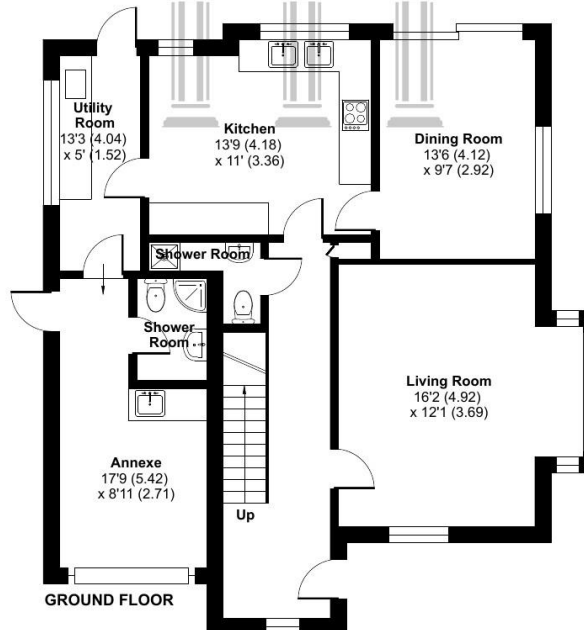 Utility
Room
13'3 (4.04)
x 5' (1.52)
Kitchen
13'9 (4.18)
x 11' (3.36)
Dining Room
13'6 (4.12)
x 9'7 (2.92)
Shower Room
Shower
Room
Living Room
16'2 (4.92)
x 12'1 (3.69)
Annexe
17'9 (5.42)
x 8'11 (2.71)
Up
GROUND FLOOR